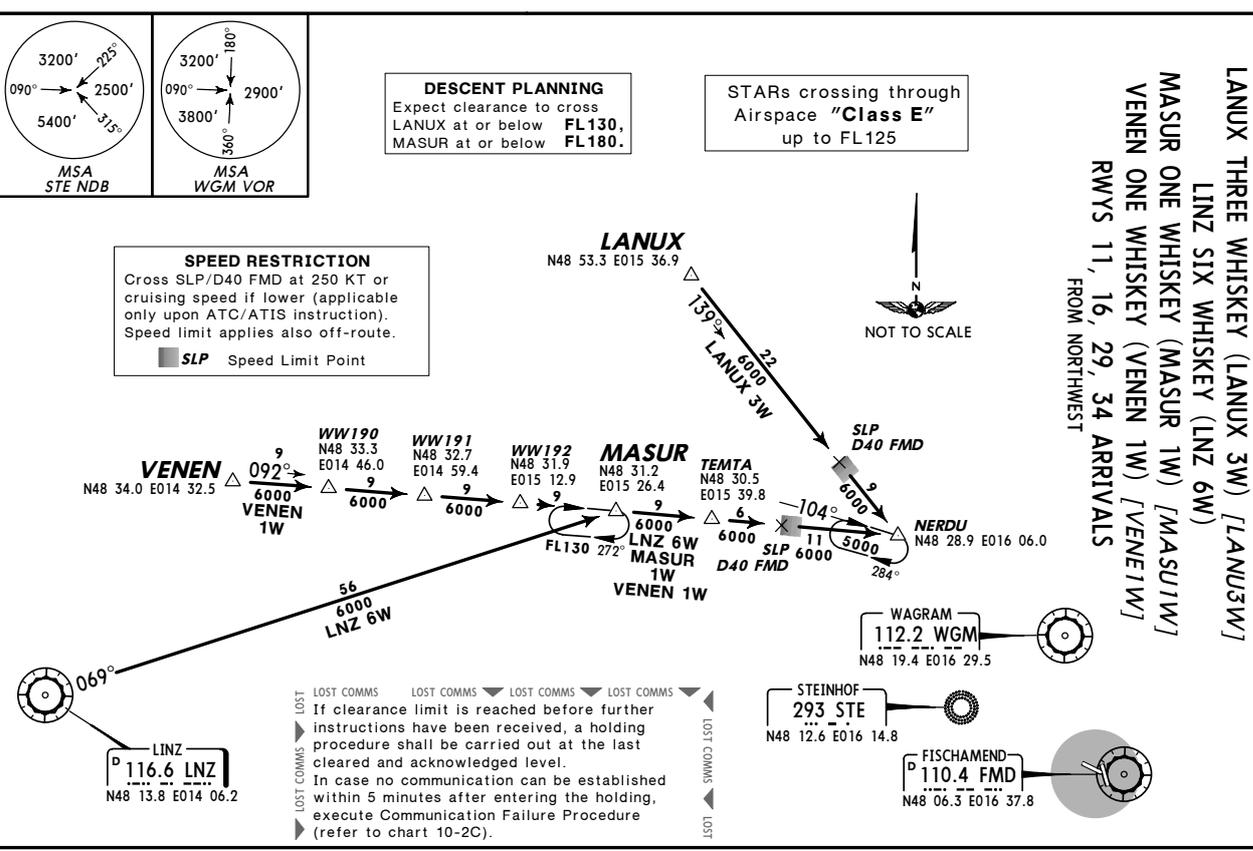 3200'
225°
090°
2500'
5400'
315°
MSA
STE NDB
3200'
180°
090°
2900'
3800'
360°
MSA
WGM VOR
DESCENT PLANNING
Expect clearance to cross
LANUX at or below FL130,
MASUR at or below FL180.
STARs crossing through
Airspace "Class E"
up to FL125
LANUX THREE WHISKEY (LANUX 3W) [LANU3W]
LINZ SIX WHISKEY (LNZ 6W)
MASUR ONE WHISKEY (MASUR 1W) [MASU1W]
VENEN ONE WHISKEY (VENEN 1W) [VENE1W]
RWYS 11, 16, 29, 34 ARRIVALS
FROM NORTHWEST
SPEED RESTRICTION
Cross SLP/D40 FMD at 250 KT or
cruising speed if lower (applicable
only upon ATC/ATIS instruction).
Speed limit applies also off-route.
SLP Speed Limit Point
LANUX
N48 53.3 E015 36.9
139°
22
6000
LANUX 3W
N
NOT TO SCALE
SLP
D40 FMD
9
6000
VENEN
N48 34.0 E014 32.5
9
092°
6000
VENEN
1W
WW190
N48 33.3
E014 46.0
9
6000
WW191
N48 32.7
E014 59.4
9
6000
WW192
N48 31.9
E015 12.9
9
MASUR
N48 31.2
E015 26.4
FL130 272°
9
6000
LNZ 6W
MASUR
1W
VENEN 1W
TEMTA
N48 30.5
E015 39.8
6
6000
SLP
D40 FMD
11
6000
104°
5000
284°
NERDU
N48 28.9 E016 06.0
56
6000
LNZ 6W
069°
LINZ
D 116.6 LNZ
N48 13.8 E014 06.2
WAGRAM
112.2 WGM
N48 19.4 E016 29.5
STEINHOF
293 STE
N48 12.6 E016 14.8
FISCHAMEND
D 110.4 FMD
N48 06.3 E016 37.8
LOST COMMS LOST COMMS LOST COMMS LOST COMMS
LOST
LOST COMMS
LOST COMMS
LOST
If clearance limit is reached before further
instructions have been received, a holding
procedure shall be carried out at the last
cleared and acknowledged level.
In case no communication can be established
within 5 minutes after entering the holding,
execute Communication Failure Procedure
(refer to chart 10-2C).